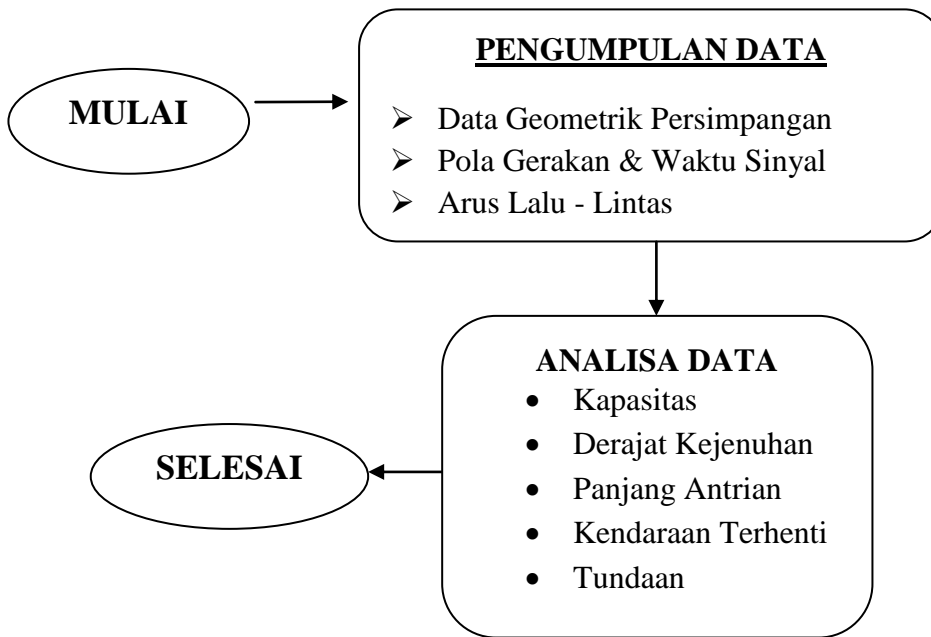 MULAI
PENGUMPULAN DATA
➢ Data Geometrik Persimpangan
➢ Pola Gerakan & Waktu Sinyal
➢ Arus Lalu - Lintas
ANALISA DATA
• Kapasitas
• Derajat Kejenuhan
• Panjang Antrian
• Kendaraan Terhenti
• Tundaan
SELESAI